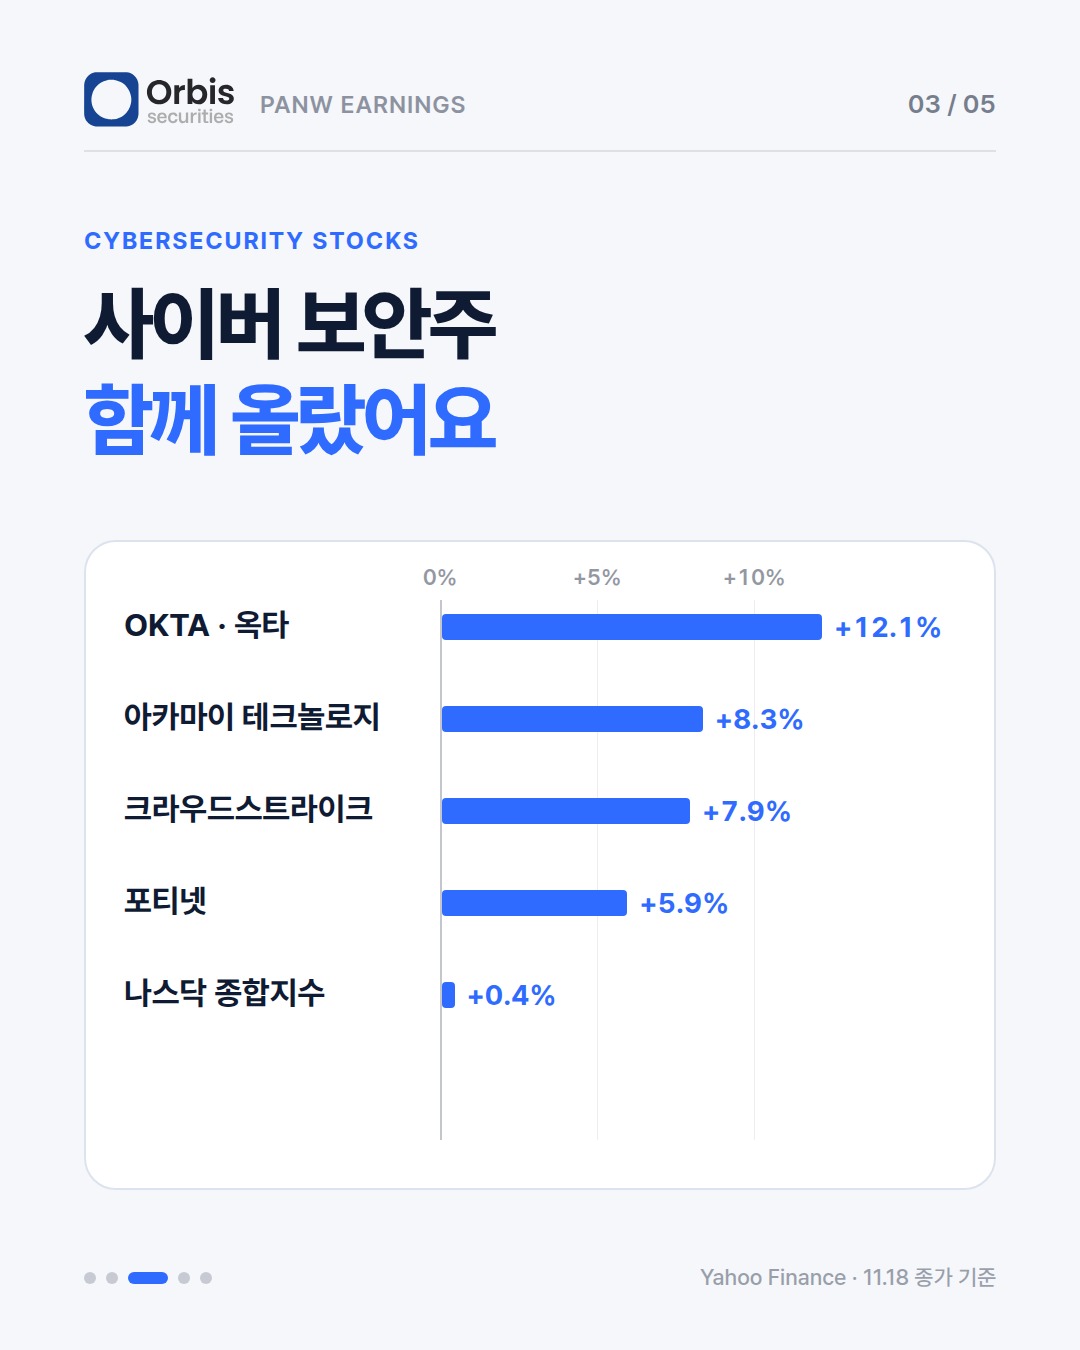 Orbis
securities
PANW EARNINGS
03 / 05
CYBERSECURITY STOCKS
사이버 보안주
함께 올랐어요
0% +5% +10%
OKTA · 옥타 +12.1%
아카마이 테크놀로지 +8.3%
크라우드스트라이크 +7.9%
포티넷 +5.9%
나스닥 종합지수 +0.4%
Yahoo Finance · 11.18 종가 기준